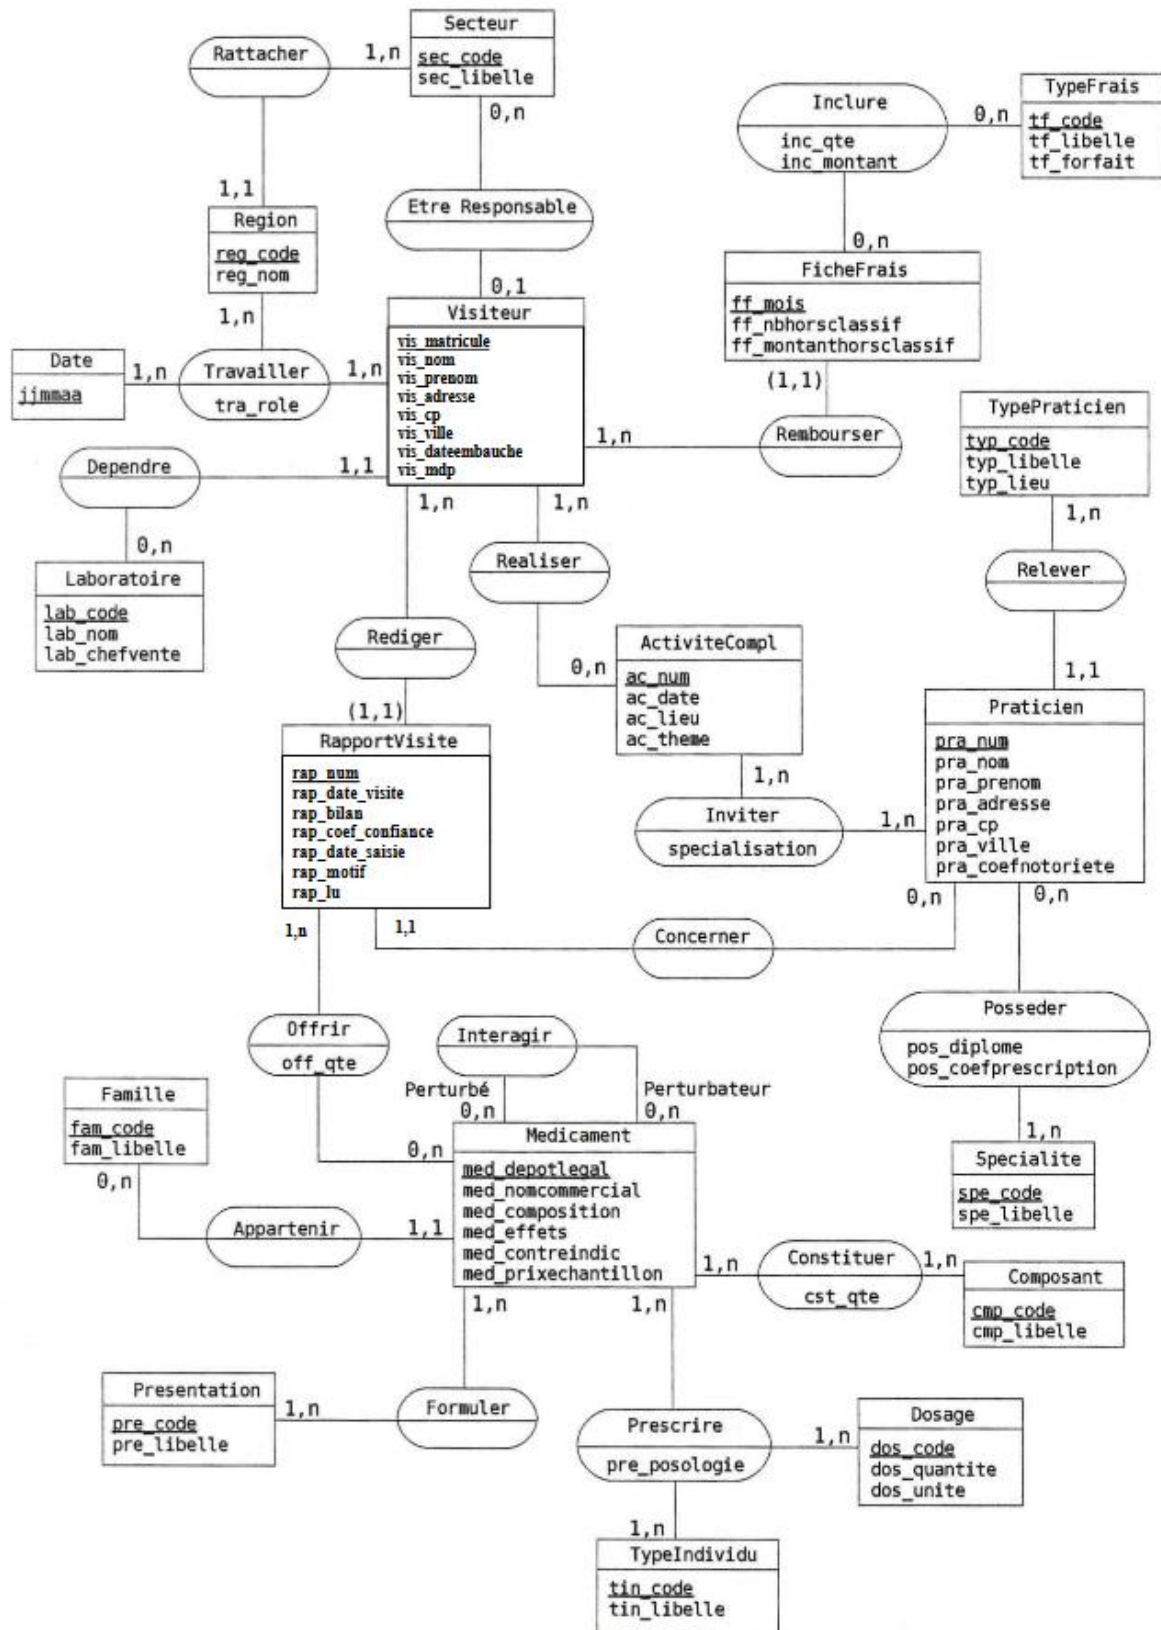 Secteur
sec_code
sec_libelle
Rattacher
1,n
0,n
1,1
Region
reg_code
reg_nom
1,n
Etre Responsable
0,1
Inclure
inc_qte
inc_montant
0,n
TypeFrais
tf_code
tf_libelle
tf_forfait
0,n
FicheFrais
ff_mois
ff_nbhorsclassif
ff_montanthorsclassif
(1,1)
Rembourser
1,n
Visiteur
vis_matricule
vis_nom
vis_prenom
vis_adresse
vis_cp
vis_ville
vis_dateembauche
vis_mdp
Date
jjmmaa
1,n
Travailler
tra_role
1,n
Dependre
1,1
0,n
Laboratoire
lab_code
lab_nom
lab_chefvente
1,n
Rediger
(1,1)
1,n
Realiser
0,n
ActiviteCompl
ac_num
ac_date
ac_lieu
ac_theme
1,n
Inviter
specialisation
1,n
TypePraticien
typ_code
typ_libelle
typ_lieu
1,n
Relever
1,1
Praticien
pra_num
pra_nom
pra_prenom
pra_adresse
pra_cp
pra_ville
pra_coefnotoriete
0,n
0,n
RapportVisite
rap_num
rap_date_visite
rap_bilan
rap_coef_confiance
rap_date_saisie
rap_motif
rap_lu
1,n
1,1
Concerner
Posseder
pos_diplome
pos_coefprescription
1,n
Specialite
spe_code
spe_libelle
Offrir
off_qte
0,n
Interagir
Perturbé
0,n
Perturbateur
0,n
Famille
fam_code
fam_libelle
0,n
Appartenir
1,1
Medicament
med_depotlegal
med_nomcommercial
med_composition
med_effets
med_contreindic
med_prixechantillon
1,n
Constituer
cst_qte
1,n
Composant
cmp_code
cmp_libelle
1,n
1,n
Presentation
pre_code
pre_libelle
1,n
Formuler
Prescrire
pre_posologie
1,n
Dosage
dos_code
dos_quantite
dos_unite
1,n
TypeIndividu
tin_code
tin_libelle